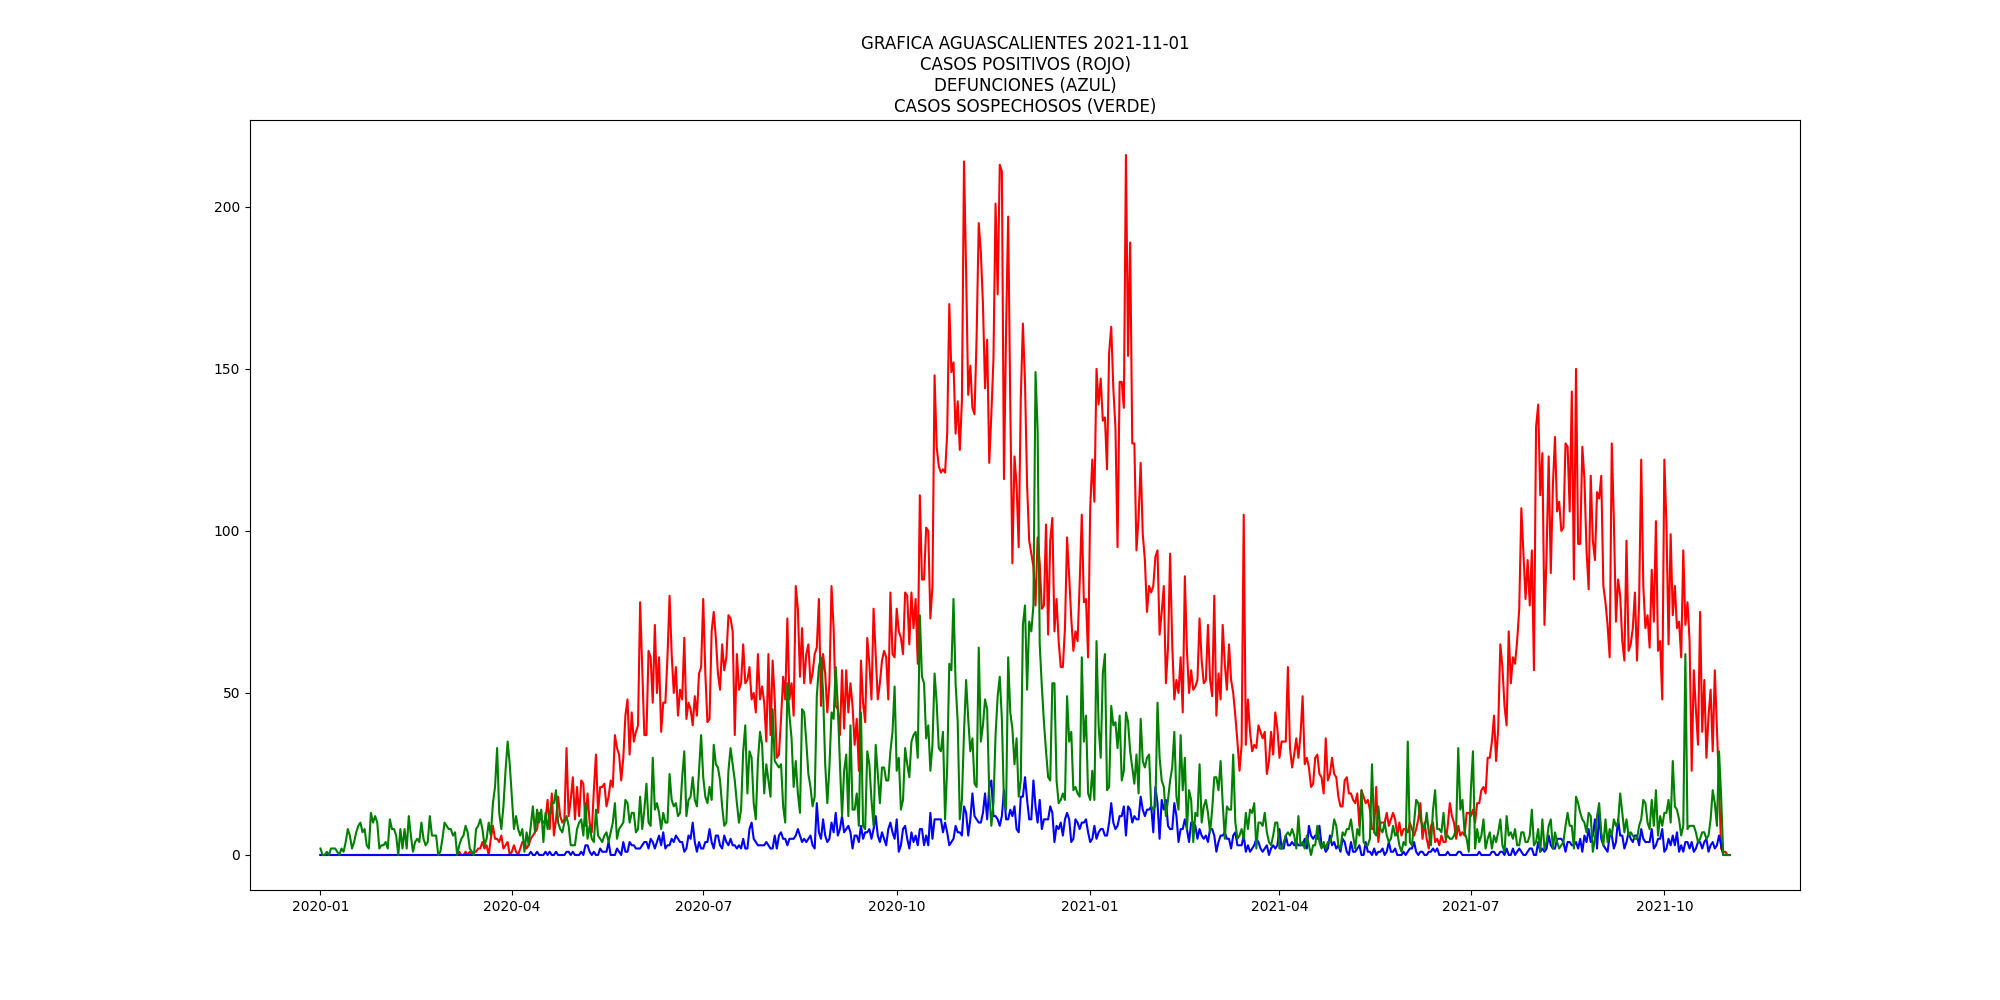 GRAFICA AGUASCALIENTES 2021-11-01
CASOS POSITIVOS (ROJO)
DEFUNCIONES (AZUL)
CASOS SOSPECHOSOS (VERDE)
200
150
100
50
0
2020-01 2020-04 2020-07 2020-10 2021-01 2021-04 2021-07 2021-10